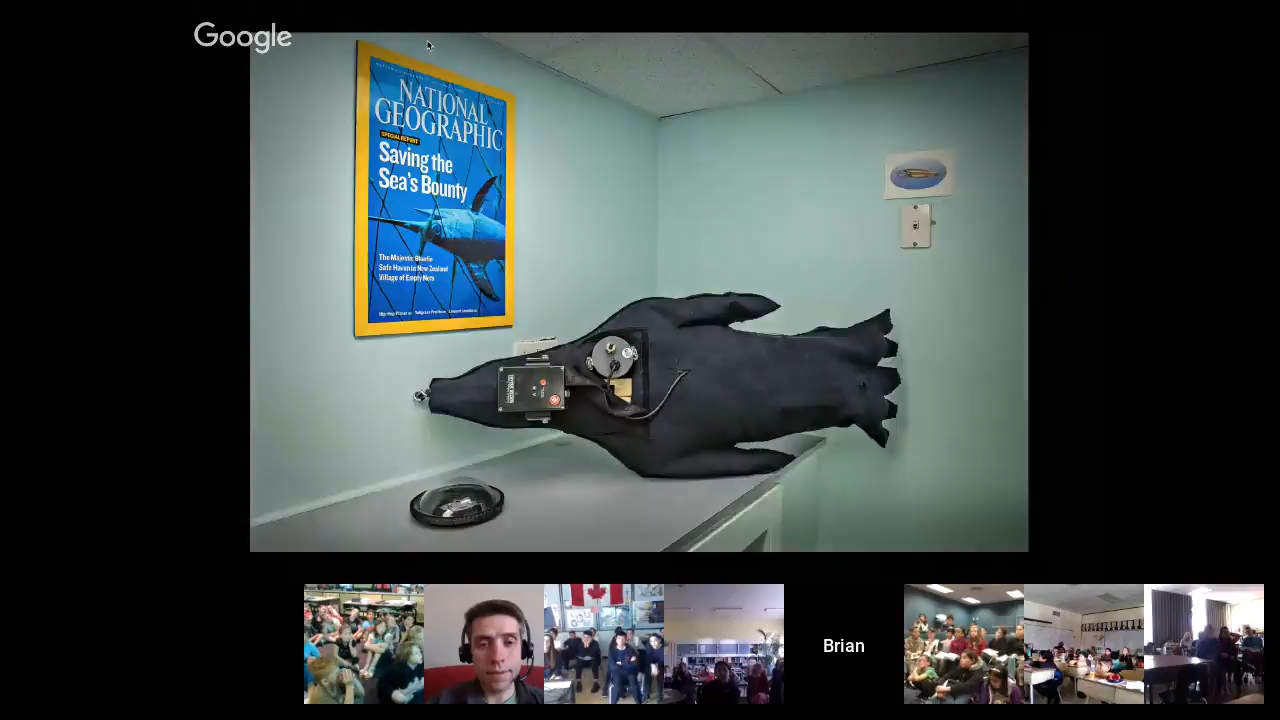 Google
NATIONAL
GEOGRAPHIC
SPECIAL REPORT
Saving the
Sea's Bounty
The Majestic Bluefin
Safe Haven in New Zealand
Village of Empty Nets
Brian